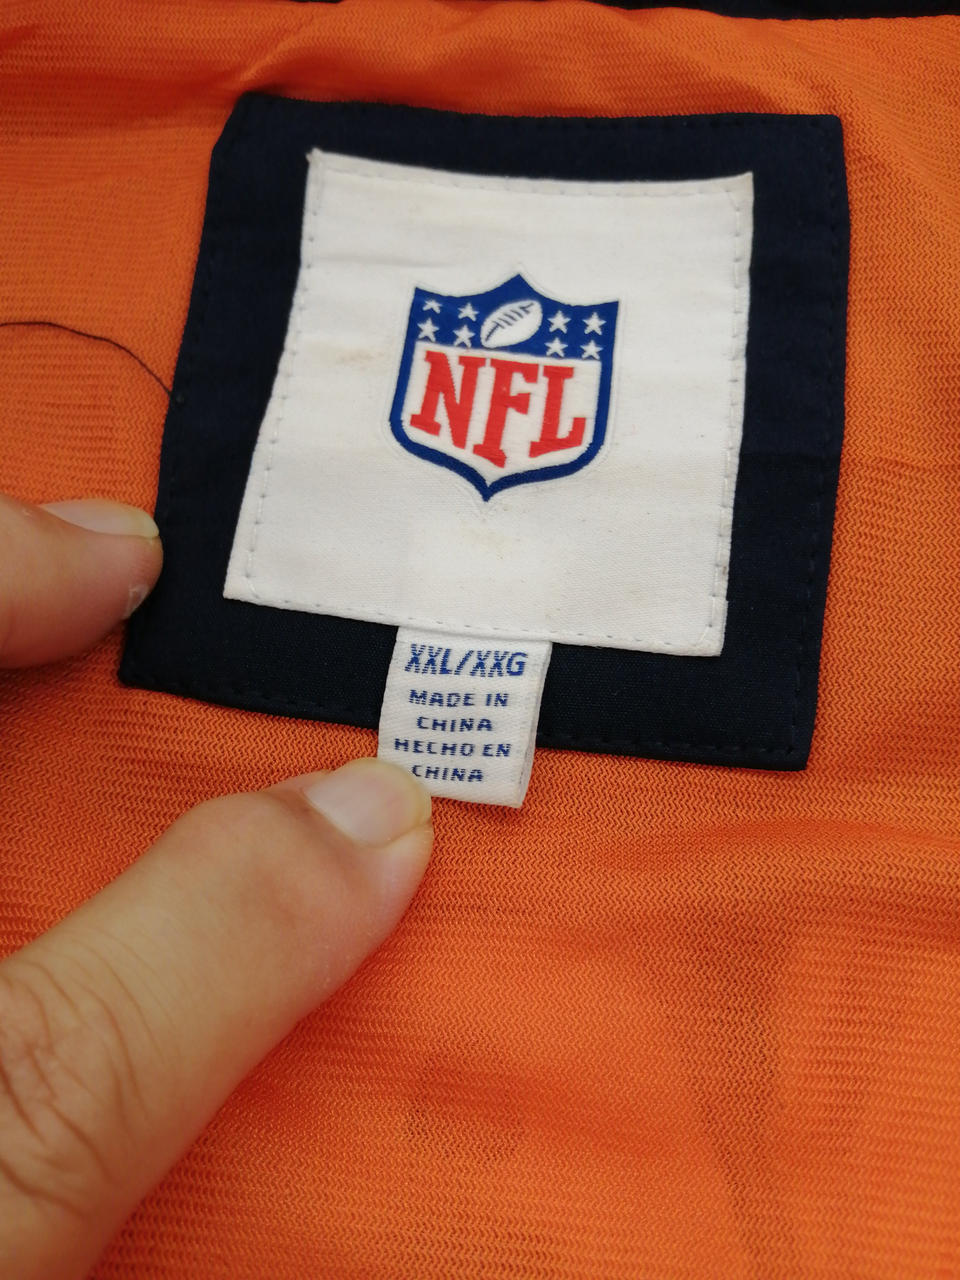 NFL
XXL/XXG
MADE IN
CHINA
HECHO EN
CHINA